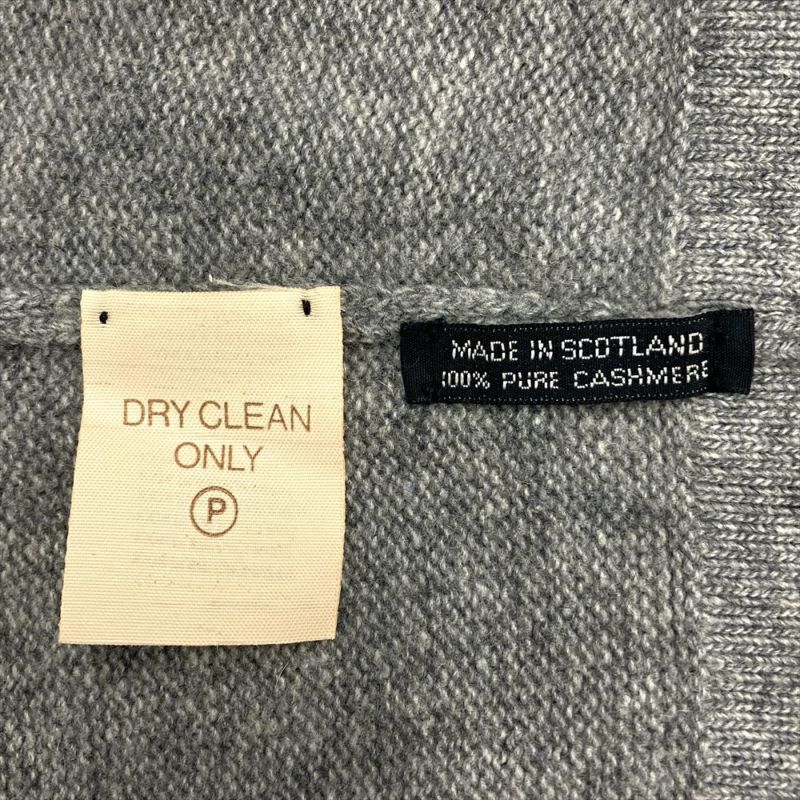 DRY CLEAN
ONLY
P
MADE IN SCOTLAND
100% PURE CASHMERE